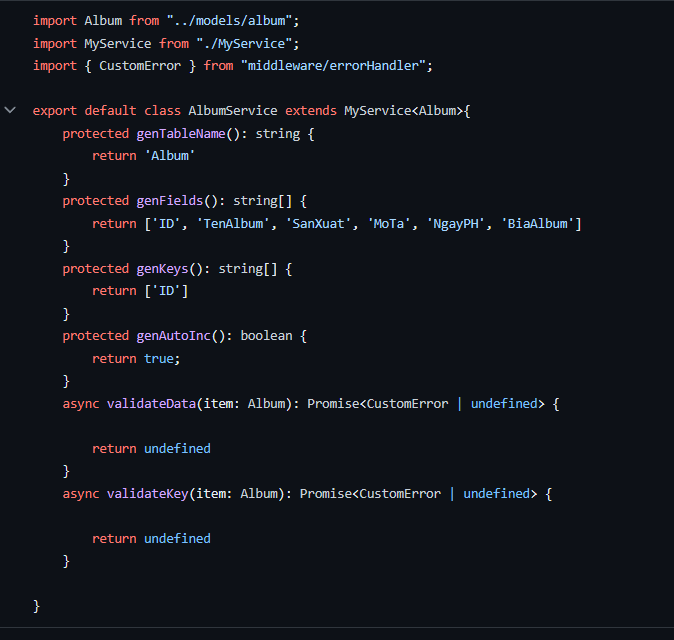 import Album from "../models/album";
import MyService from "./MyService";
import { CustomError } from "middleware/errorHandler";
export default class AlbumService extends MyService<Album>{
protected genTableName(): string {
return 'Album'
}
protected genFields(): string[] {
return ['ID', 'TenAlbum', 'SanXuat', 'MoTa', 'NgayPH', 'BiaAlbum']
}
protected genKeys(): string[] {
return ['ID']
}
protected genAutoInc(): boolean {
return true;
}
async validateData(item: Album): Promise<CustomError | undefined> {
return undefined
}
async validateKey(item: Album): Promise<CustomError | undefined> {
return undefined
}
}